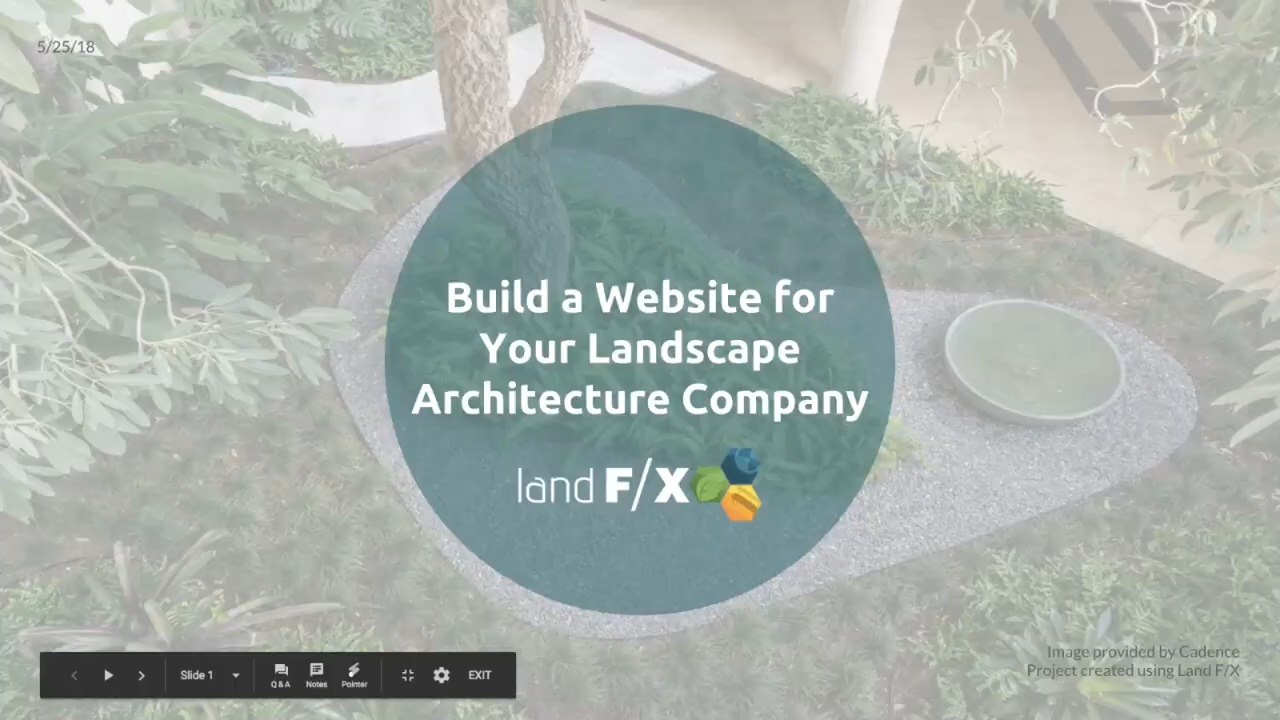 5/25/18
Build a Website for
Your Landscape
Architecture Company
land F/X
Slide 1
Q&A
Notes
Pointer
EXIT
Image provided by Cadence
Project created using Land F/X